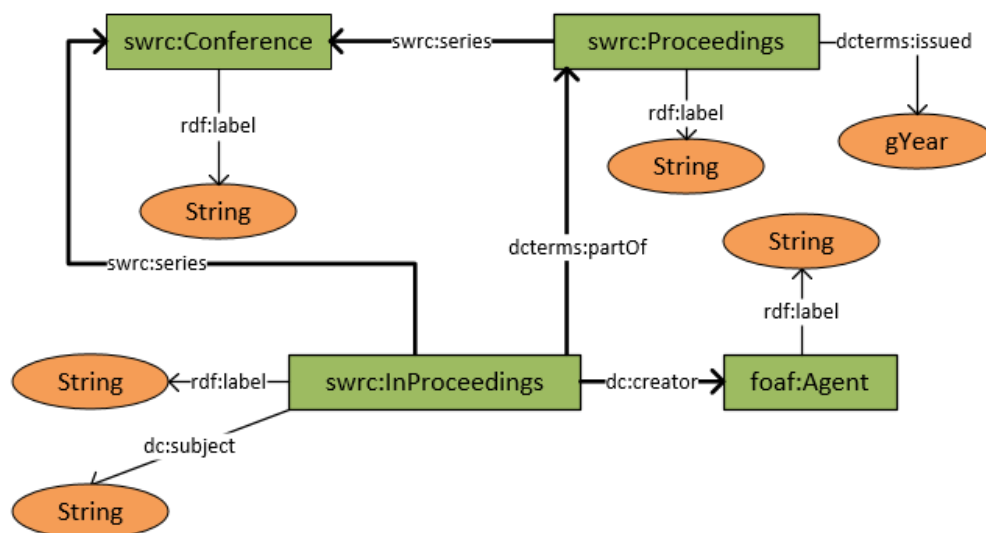 swrc:Conference
swrc:series
swrc:Proceedings
dcterms:issued
rdf:label
rdf:label
gYear
String
String
String
dcterms:partOf
swrc:series
rdf:label
String
rdf:label
swrc:InProceedings
dc:creator
foaf:Agent
dc:subject
String